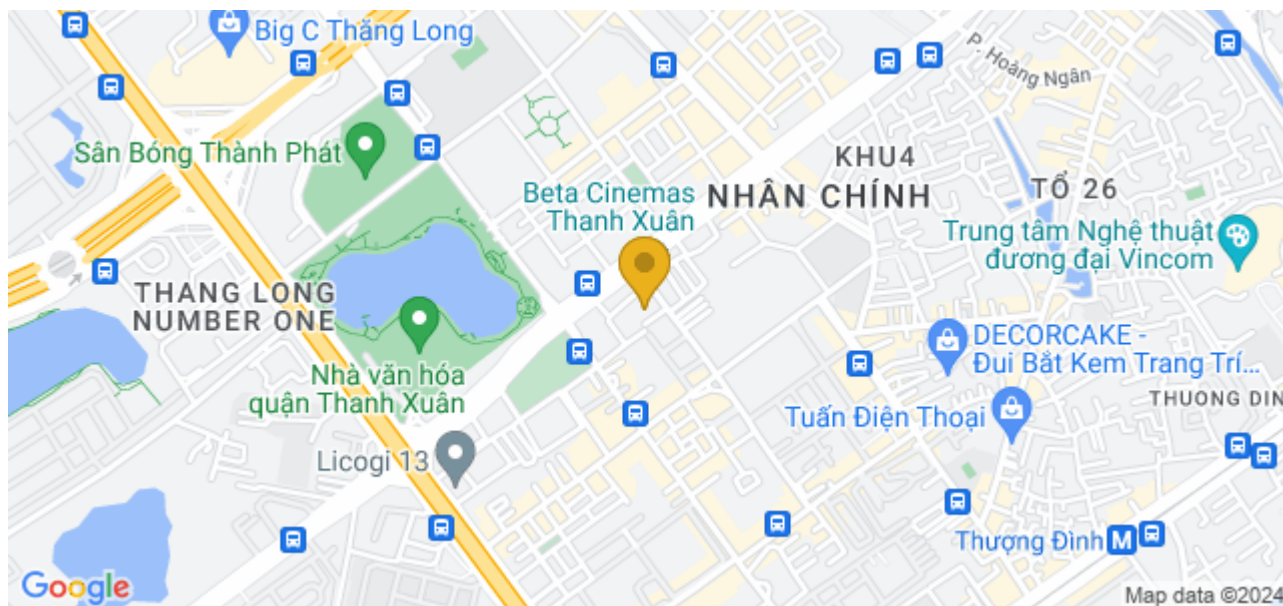 Big C Thăng Long
P. Hoàng Ngân
Sân Bóng Thành Phát
KHU4
Beta Cinemas
Thanh Xuân
NHÂN CHÍNH
TỔ 26
Trung tâm Nghệ thuật
đương đại Vincom
THANG LONG
NUMBER ONE
DECORCAKE -
Đui Bắt Kem Trang Trí...
Nhà văn hóa
quận Thanh Xuân
THUONG DIN
Tuấn Điện Thoại
Licogi 13
Thượng Đình
M
Google
Map data ©2024